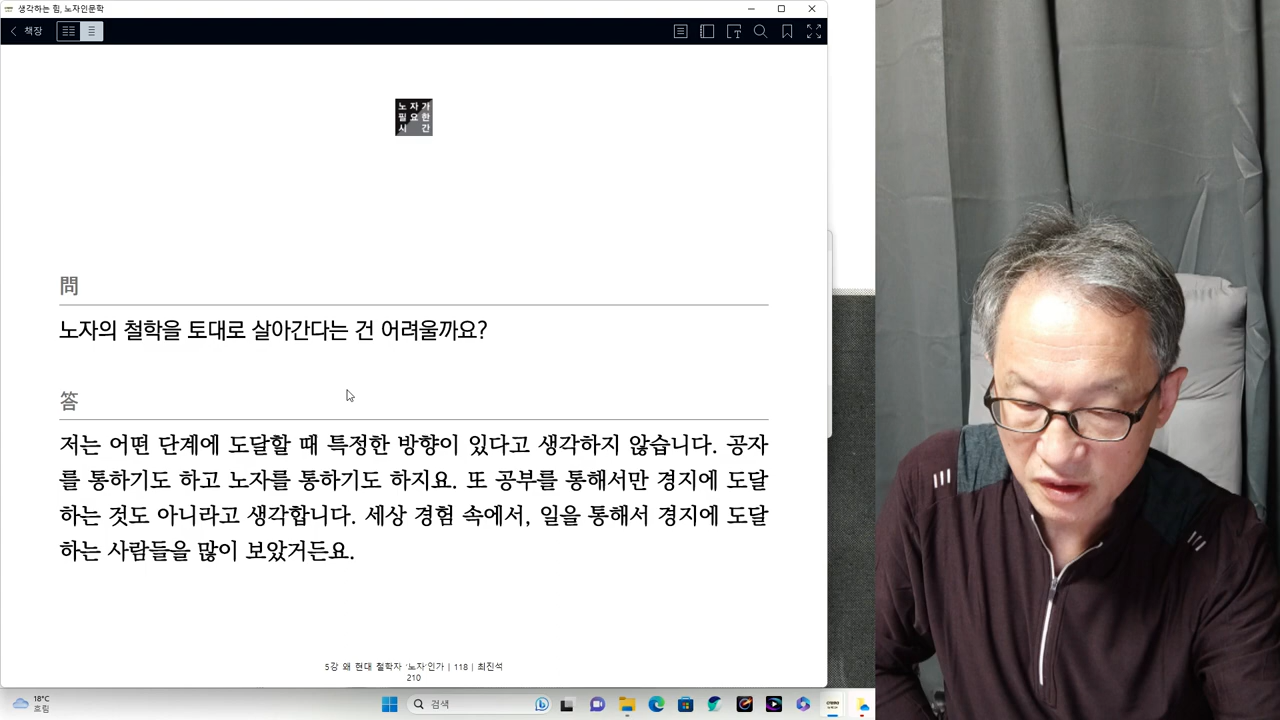 생각하는 힘, 노자인문학
책장
노자가
필요한
시 간
問
노자의 철학을 토대로 살아간다는 건 어려울까요?
答
저는 어떤 단계에 도달할 때 특정한 방향이 있다고 생각하지 않습니다. 공자
를 통하기도 하고 노자를 통하기도 하지요. 또 공부를 통해서만 경지에 도달
하는 것도 아니라고 생각합니다. 세상 경험 속에서, 일을 통해서 경지에 도달
하는 사람들을 많이 보았거든요.
5강 왜 현대 철학자 '노자'인가 | 118 | 최진석
210
18°C
흐림
검색